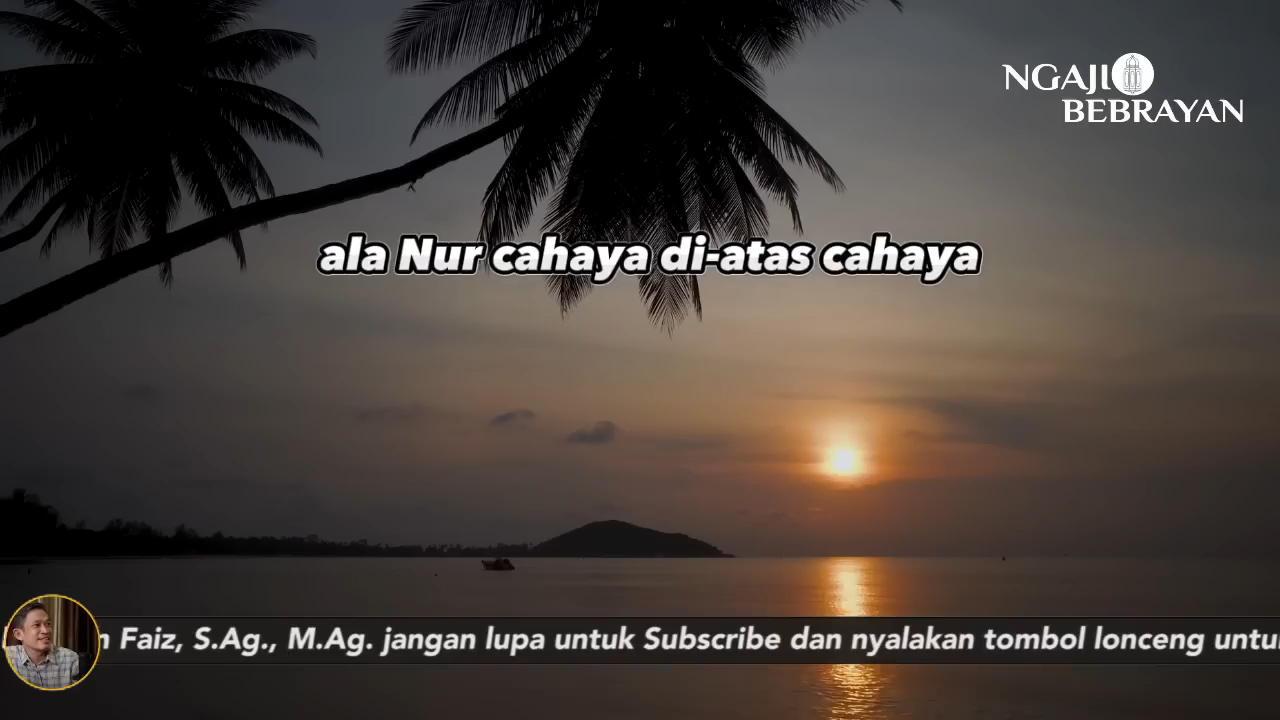 NGAJI
BEBRAYAN
ala Nur cahaya di-atas cahaya
Faiz, S.Ag., M.Ag. jangan lupa untuk Subscribe dan nyalakan tombol lonceng